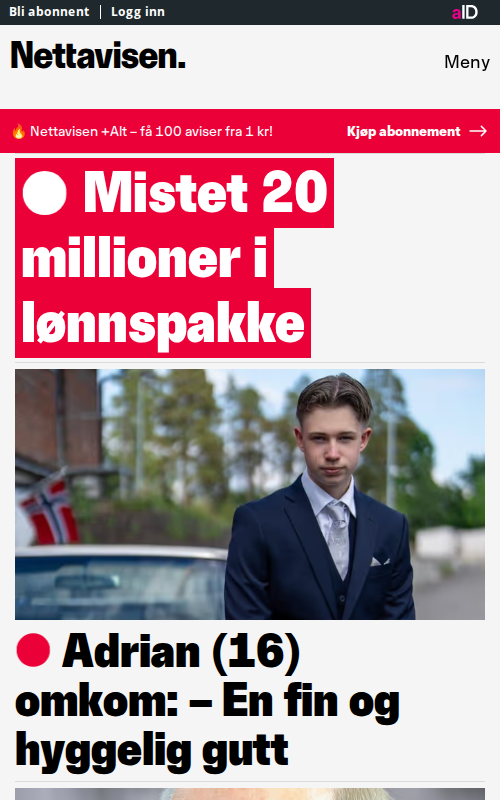 Bli abonnent | Logg inn
aID
Nettavisen.
Meny
🔥 Nettavisen +Alt – få 100 aviser fra 1 kr!
Kjøp abonnement →
Mistet 20
millioner i
lønnspakke
Adrian (16)
omkom: – En fin og
hyggelig gutt